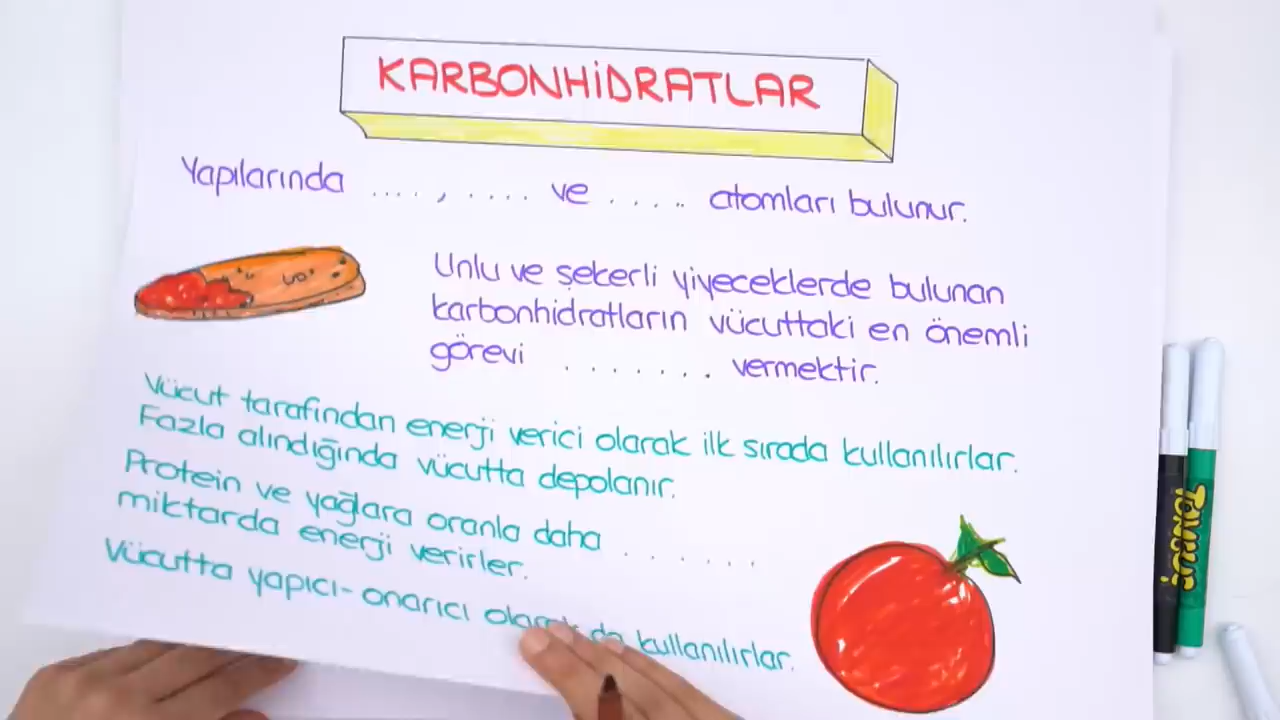 KARBONHİDRATLAR
Yapılarında ...., .... ve ..... atomları bulunur.
Unlu ve şekerli yiyeceklerde bulunan
karbonhidratların vücuttaki en önemli
görevi ....... vermektir.
Vücut tarafından enerji verici olarak ilk sırada kullanılırlar.
Fazla alındığında vücutta depolanır.
Protein ve yağlara oranla daha ......
miktarda enerji verirler.
Vücutta yapıcı-onarıcı olarak da kullanılırlar.